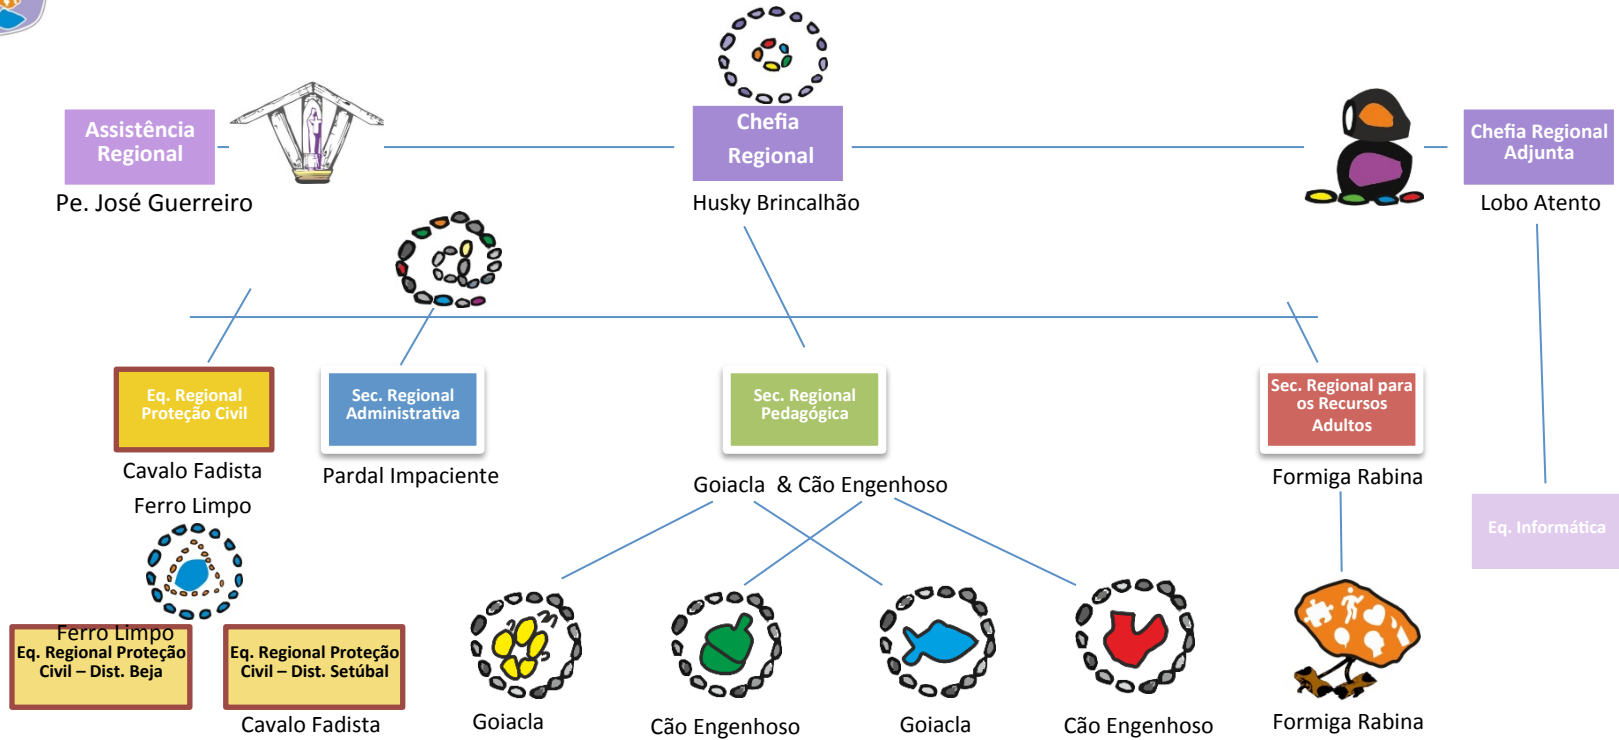 Assistência
Regional
Pe. José Guerreiro
Chefia
Regional
Husky Brincalhão
Chefia Regional
Adjunta
Lobo Atento
Eq. Regional
Proteção Civil
Cavalo Fadista
Ferro Limpo
Sec. Regional
Administrativa
Pardal Impaciente
Sec. Regional
Pedagógica
Goiacla & Cão Engenhoso
Sec. Regional para
os Recursos
Adultos
Formiga Rabina
Eq. Informática
Ferro Limpo
Eq. Regional Proteção
Civil – Dist. Beja
Eq. Regional Proteção
Civil – Dist. Setúbal
Cavalo Fadista
Goiacla
Cão Engenhoso
Goiacla
Cão Engenhoso
Formiga Rabina